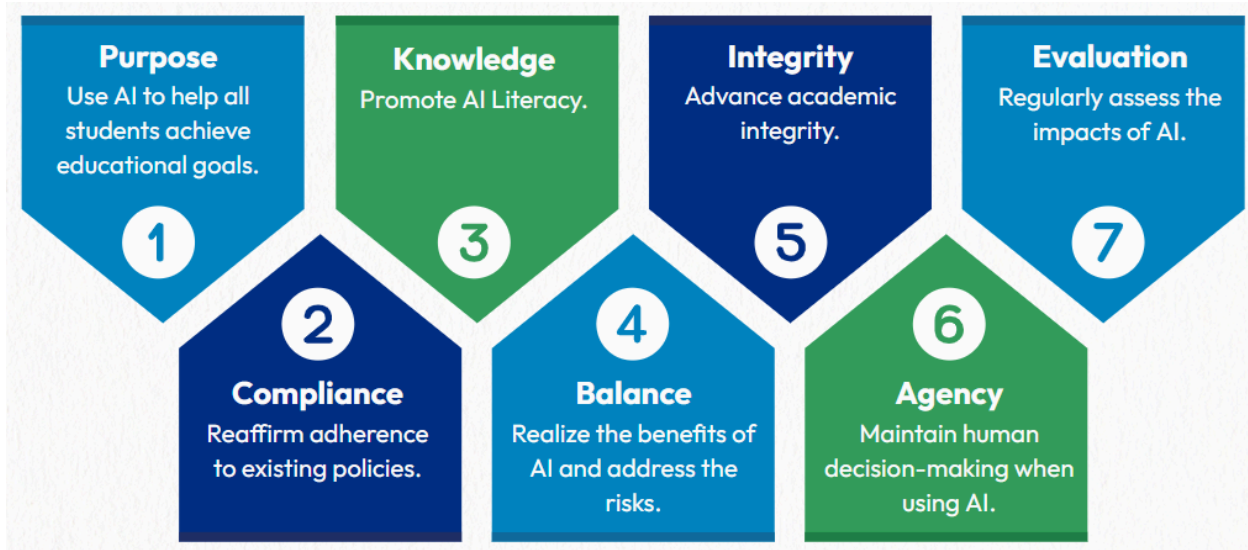 Purpose
Use AI to help all
students achieve
educational goals.
1
2
Compliance
Reaffirm adherence
to existing policies.
Knowledge
Promote AI Literacy.
3
4
Balance
Realize the benefits of
AI and address the
risks.
Integrity
Advance academic
integrity.
5
6
Agency
Maintain human
decision-making when
using AI.
Evaluation
Regularly assess the
impacts of AI.
7